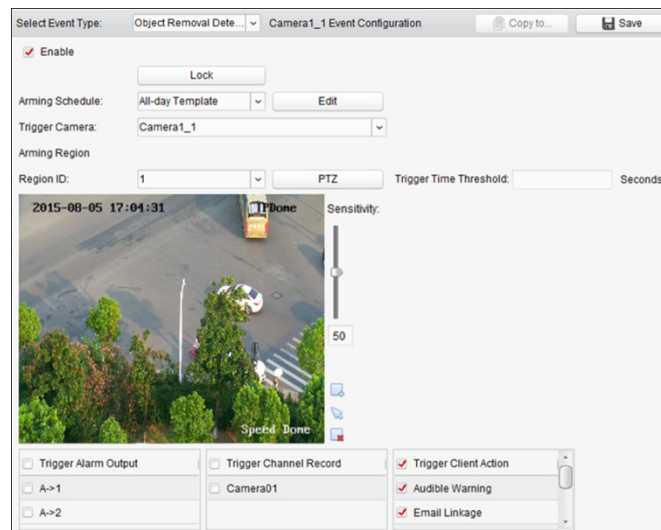 Select Event Type: Object Removal Dete... Camera1_1 Event Configuration Copy to... Save
Enable
Lock
Arming Schedule: All-day Template Edit
Trigger Camera: Camera1_1
Arming Region
Region ID: 1 PTZ Trigger Time Threshold: Seconds
2015-08-05 17:04:31 IPDome Sensitivity:
50
Speed Dome
Trigger Alarm Output Trigger Channel Record Trigger Client Action
A->1 Camera01 Audible Warning
A->2 Email Linkage